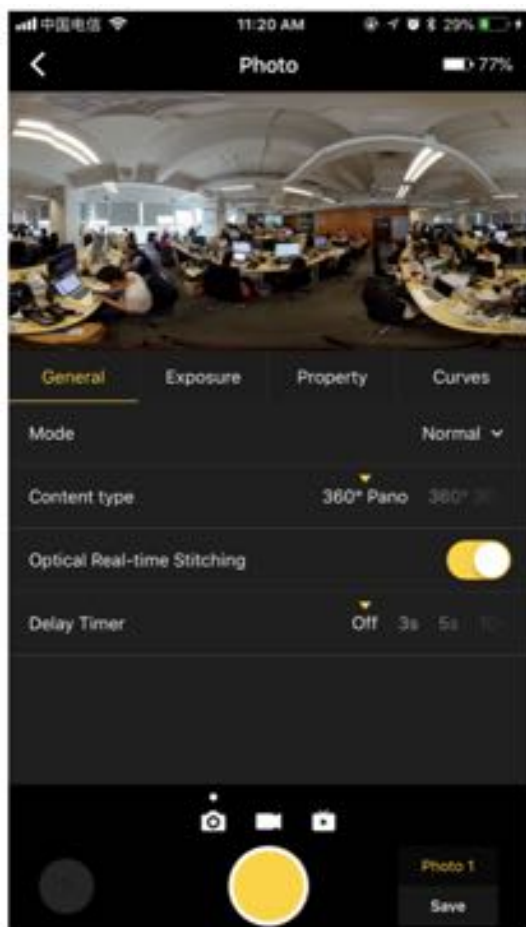 中国电信 11:20 AM 29%
Photo 77%
General Exposure Property Curves
Mode Normal
Content type 360° Pano 360°
Optical Real-time Stitching
Delay Timer Off 3s 5s
Photo 1
Save